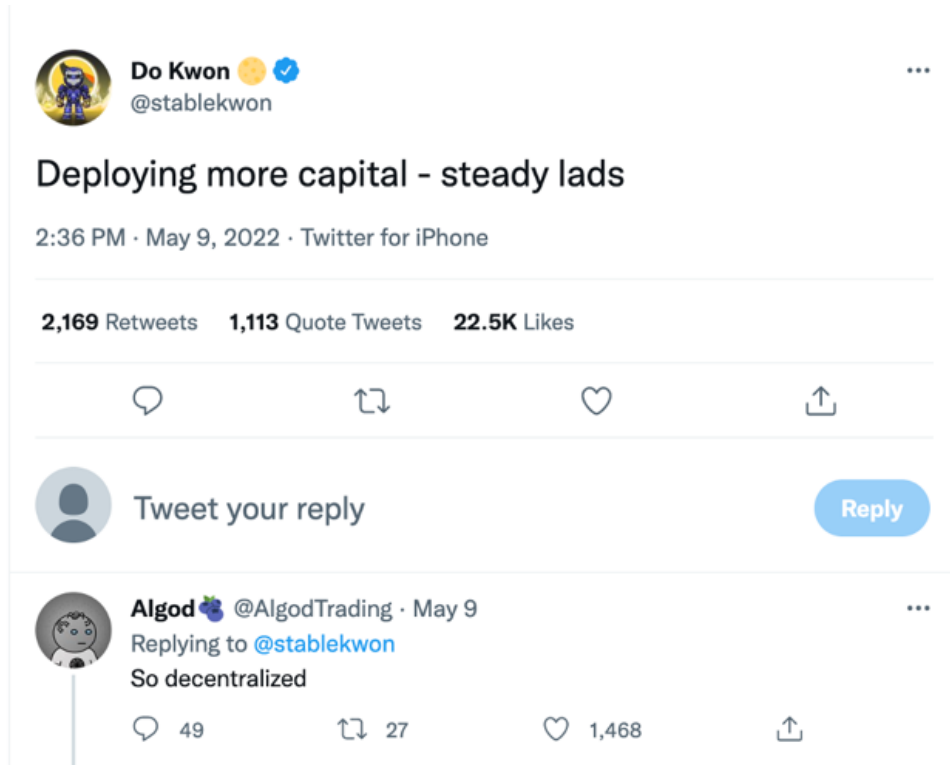 Do Kwon 🌕
@stablekwon
Deploying more capital - steady lads
2:36 PM · May 9, 2022 · Twitter for iPhone
2,169 Retweets 1,113 Quote Tweets 22.5K Likes
Tweet your reply
Reply
Algod🫐 @AlgodTrading · May 9
Replying to @stablekwon
So decentralized
49 27 1,468